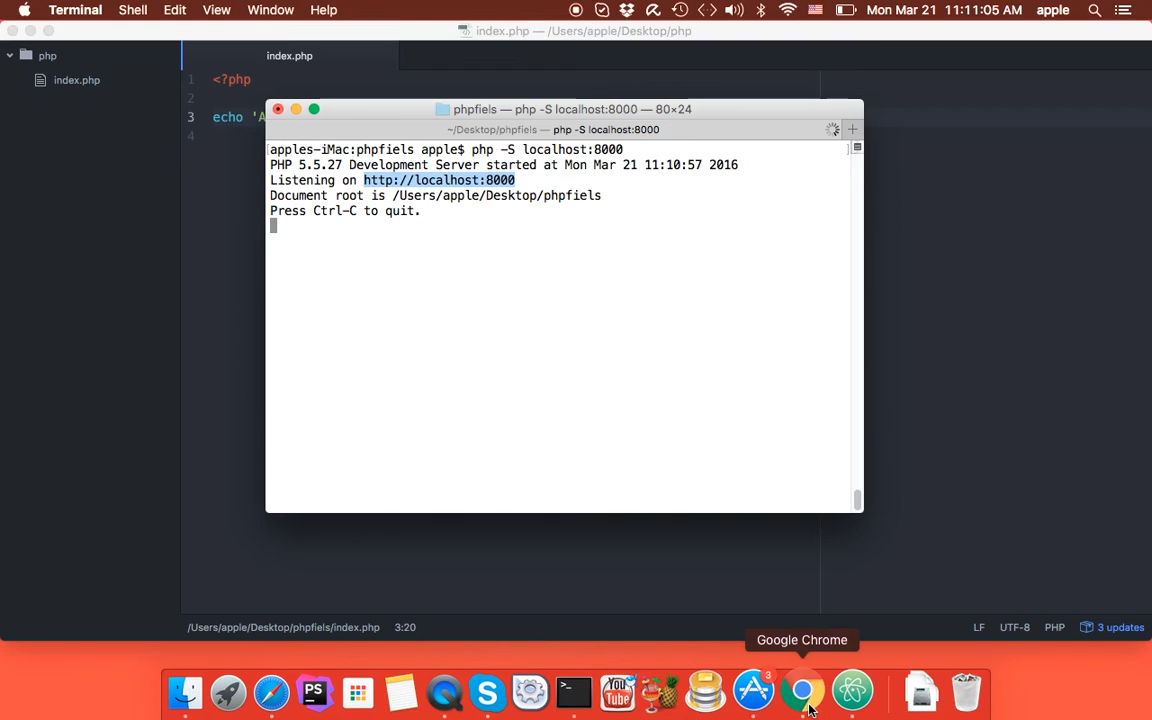 Terminal Shell Edit View Window Help Mon Mar 21 11:11:05 AM apple
index.php — /Users/apple/Desktop/php
php
index.php
index.php
1 <?php
2
3 echo 'A
4
phpfiels — php -S localhost:8000 — 80×24
~/Desktop/phpfiels — php -S localhost:8000
[apples-iMac:phpfiels apple$ php -S localhost:8000 ]
PHP 5.5.27 Development Server started at Mon Mar 21 11:10:57 2016
Listening on http://localhost:8000
Document root is /Users/apple/Desktop/phpfiels
Press Ctrl-C to quit.
/Users/apple/Desktop/phpfiels/index.php 3:20 LF UTF-8 PHP 3 updates
Google Chrome
PS
S
>_
You
Tube
3